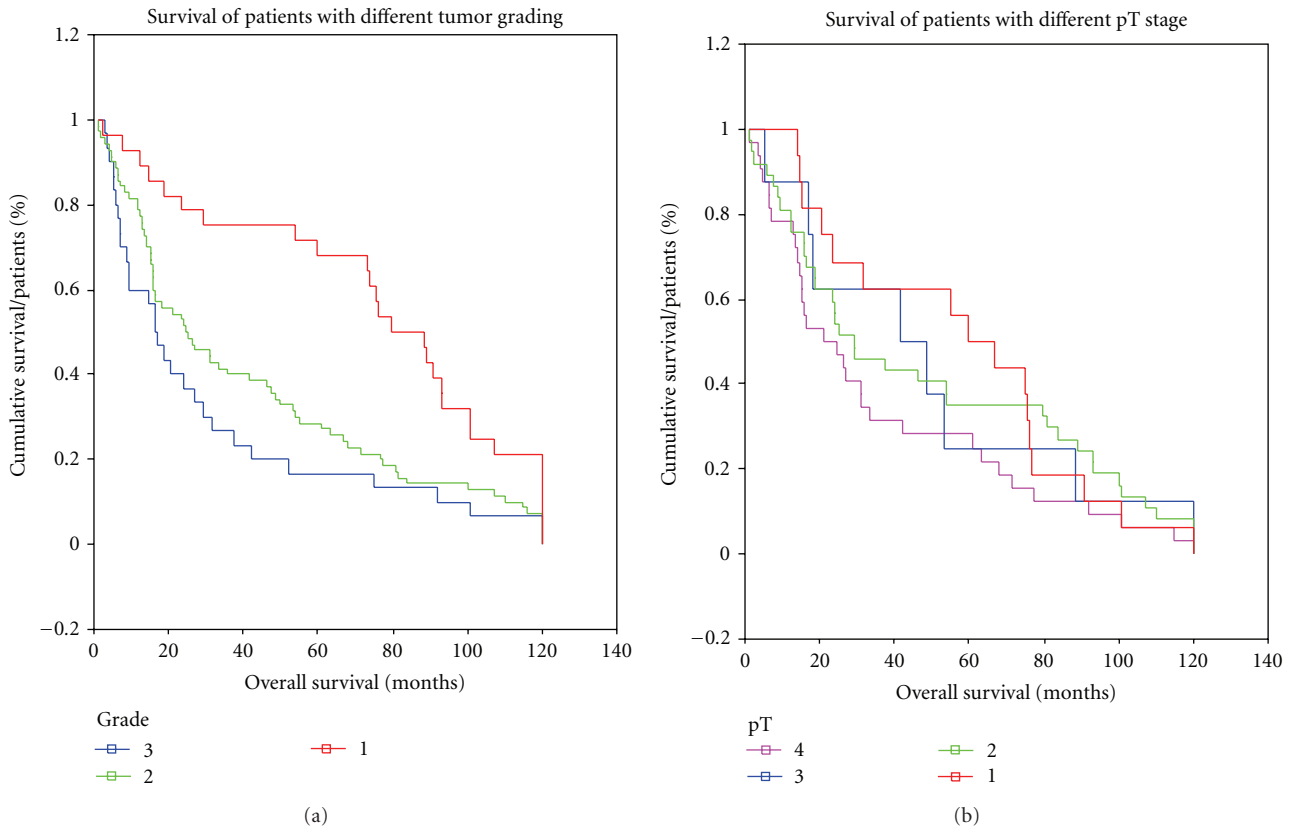 Survival of patients with different tumor grading
1.2
1
0.8
0.6
0.4
0.2
0
−0.2
Cumulative survival/patients (%)
0 20 40 60 80 100 120 140
Overall survival (months)
Grade
3 1
2
(a)
Survival of patients with different pT stage
1.2
1
0.8
0.6
0.4
0.2
0
−0.2
Cumulative survival/patients (%)
0 20 40 60 80 100 120 140
Overall survival (months)
pT
4 2
3 1
(b)